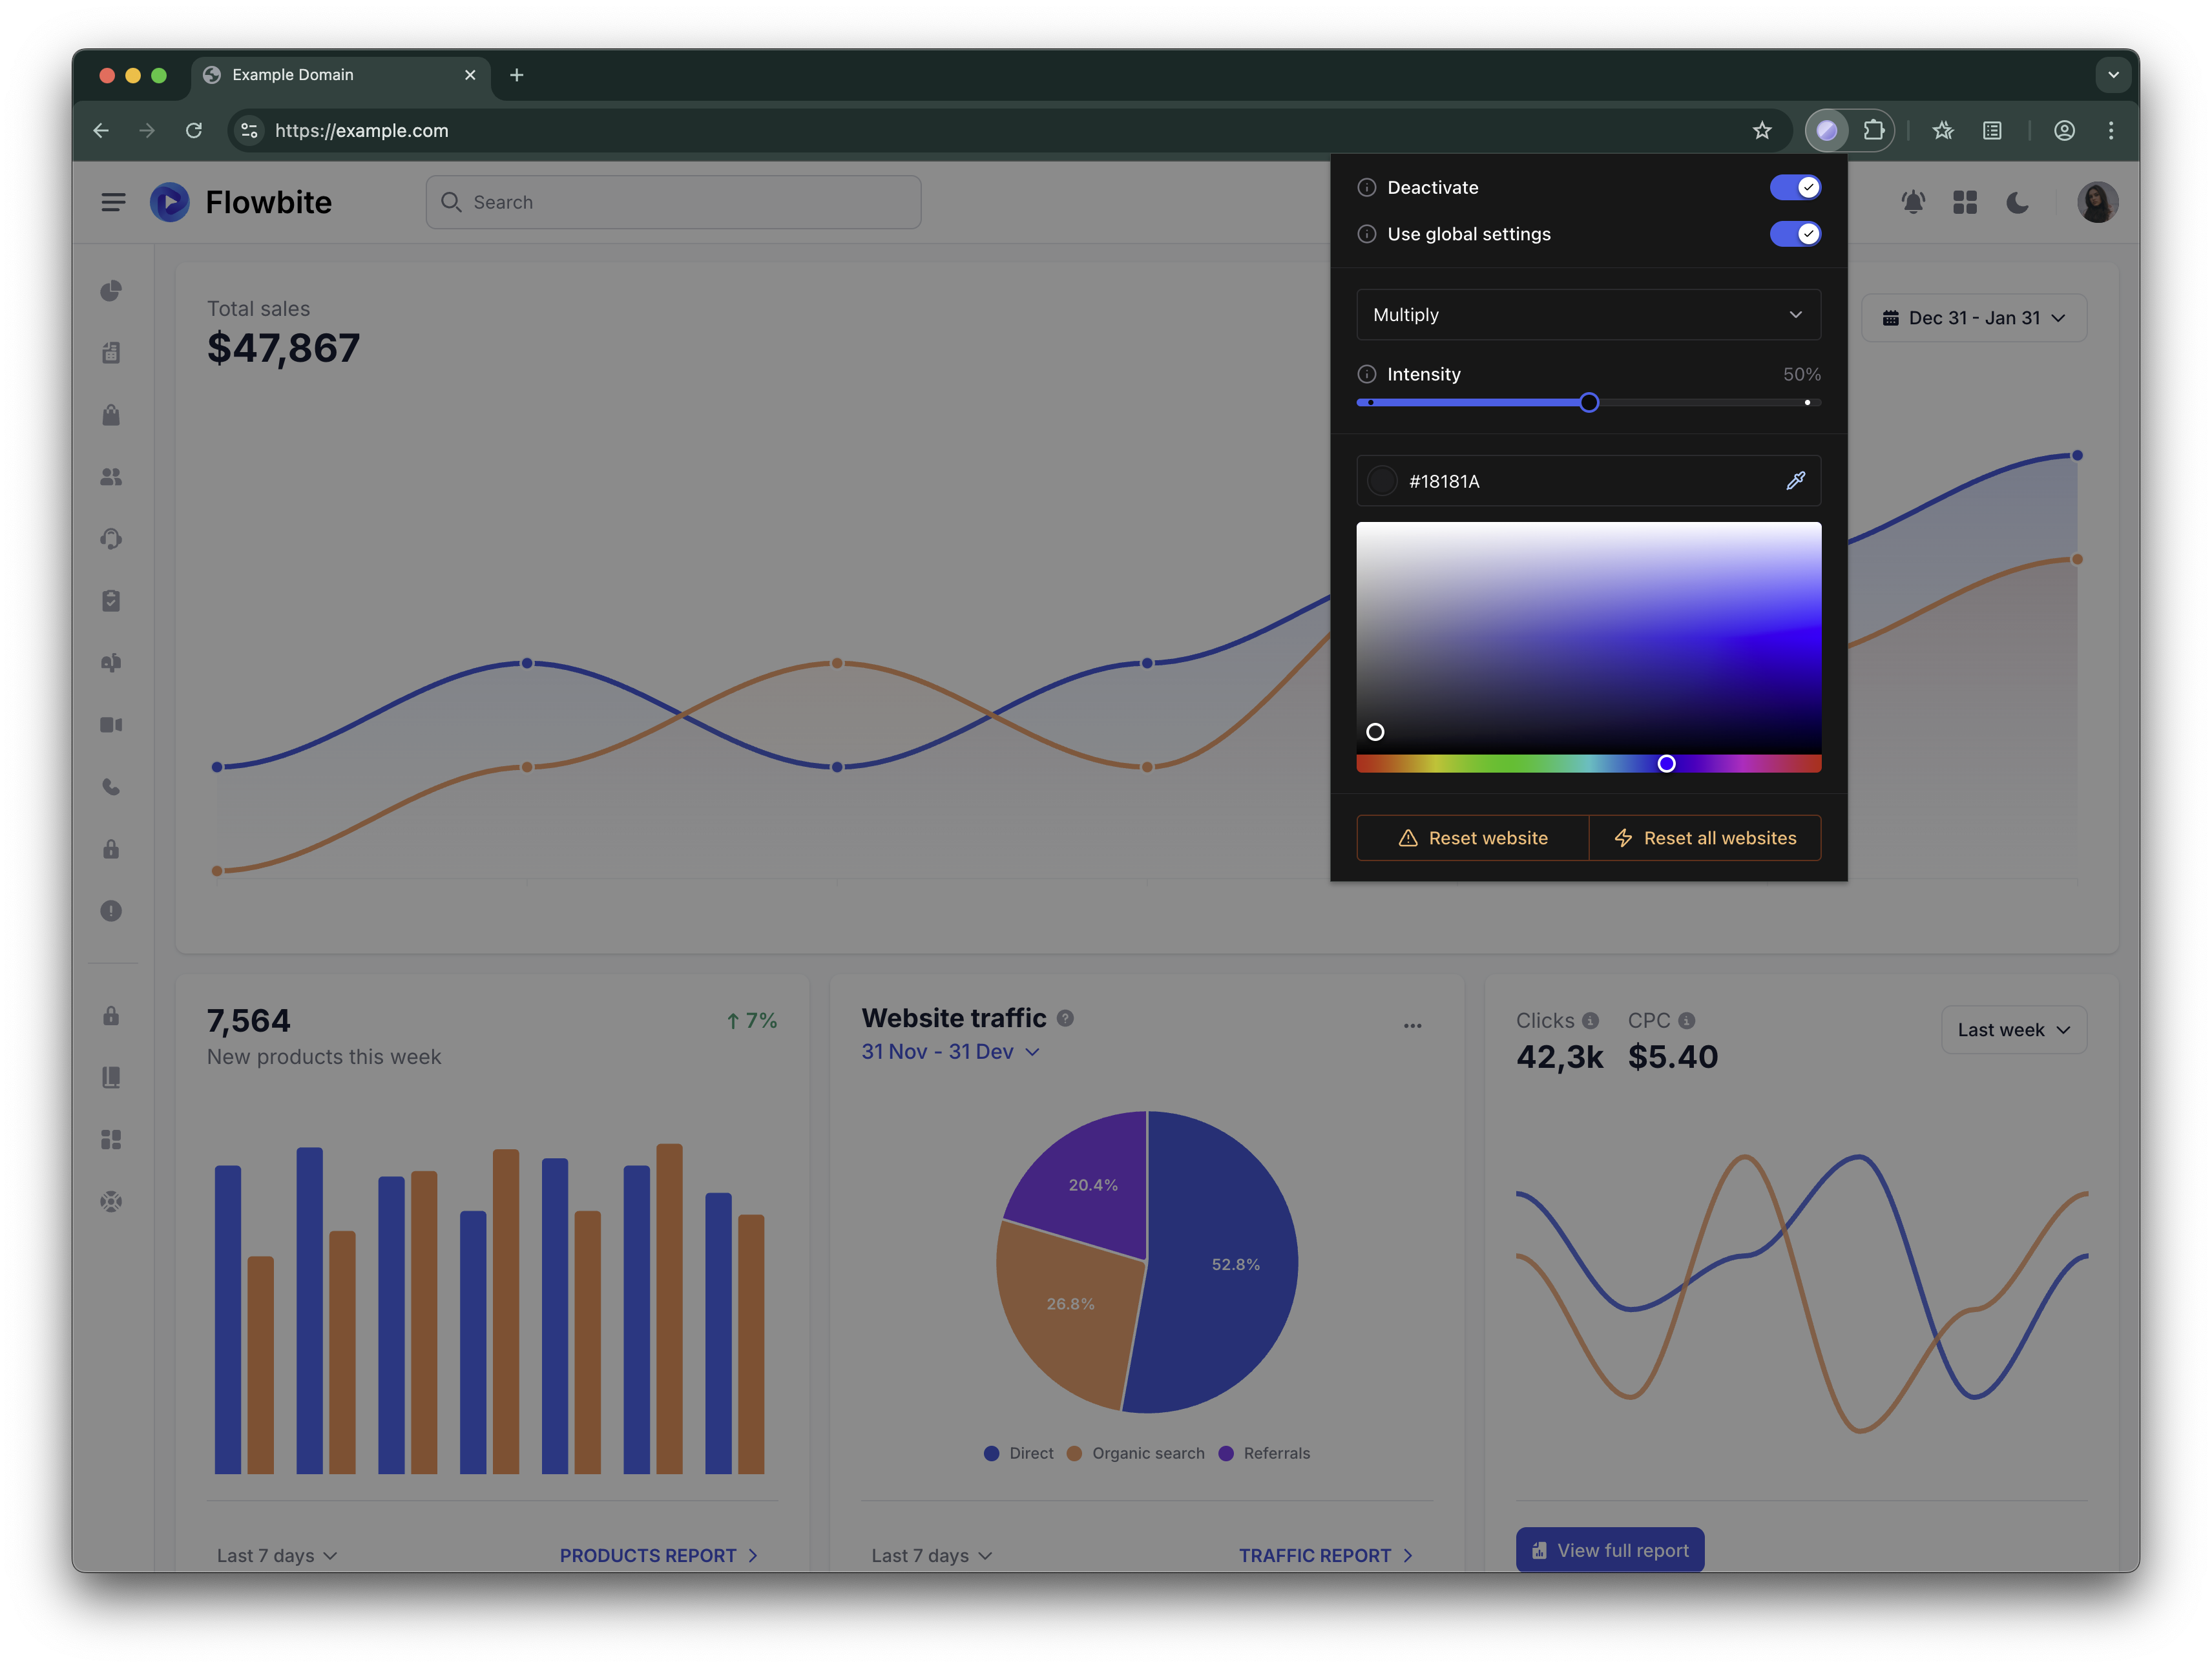 Example Domain
https://example.com
Flowbite
Search
Deactivate
Use global settings
Multiply
Intensity
50%
#18181A
Reset website
Reset all websites
Total sales
$47,867
Dec 31 - Jan 31
7,564
7%
New products this week
Last 7 days
PRODUCTS REPORT
Website traffic
31 Nov - 31 Dev
20.4%
52.8%
26.8%
Direct
Organic search
Referrals
Last 7 days
TRAFFIC REPORT
Clicks
CPC
42,3k
$5.40
Last week
View full report